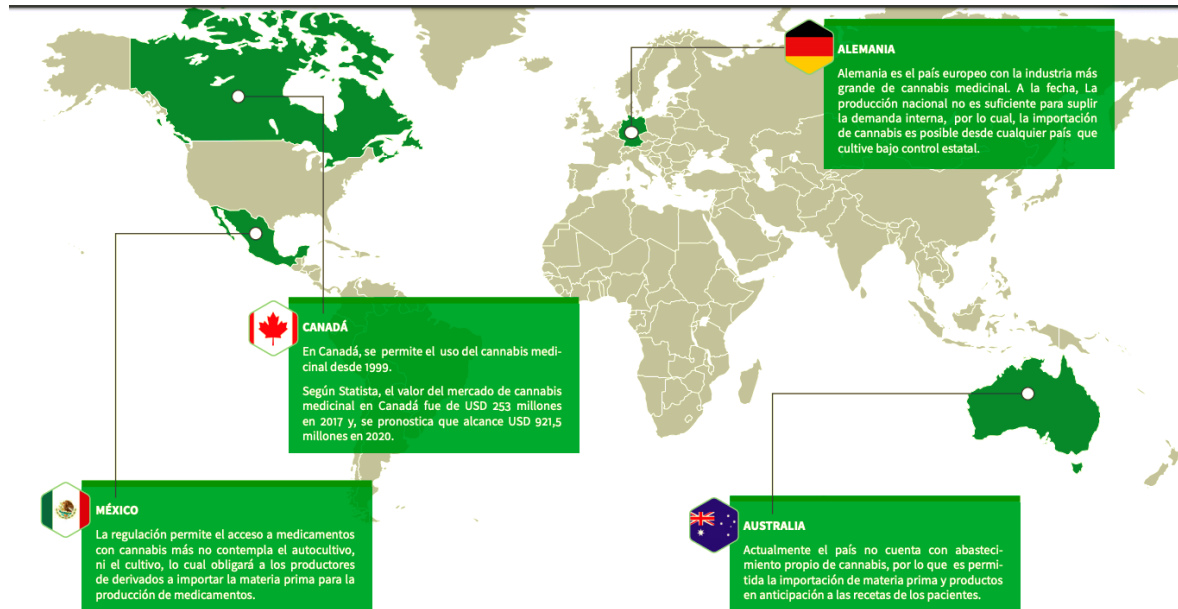 ALEMANIA
Alemania es el país europeo con la industria más
grande de cannabis medicinal. A la fecha, La
producción nacional no es suficiente para suplir
la demanda interna, por lo cual, la importación
de cannabis es posible desde cualquier país que
cultive bajo control estatal.
CANADÁ
En Canadá, se permite el uso del cannabis medi-
cinal desde 1999.
Según Statista, el valor del mercado de cannabis
medicinal en Canadá fue de USD 253 millones
en 2017 y, se pronostica que alcance USD 921,5
millones en 2020.
MÉXICO
La regulación permite el acceso a medicamentos
con cannabis más no contempla el autocultivo,
ni el cultivo, lo cual obligará a los productores
de derivados a importar la materia prima para la
producción de medicamentos.
AUSTRALIA
Actualmente el país no cuenta con abasteci-
miento propio de cannabis, por lo que es permi-
tida la importación de materia prima y productos
en anticipación a las recetas de los pacientes.